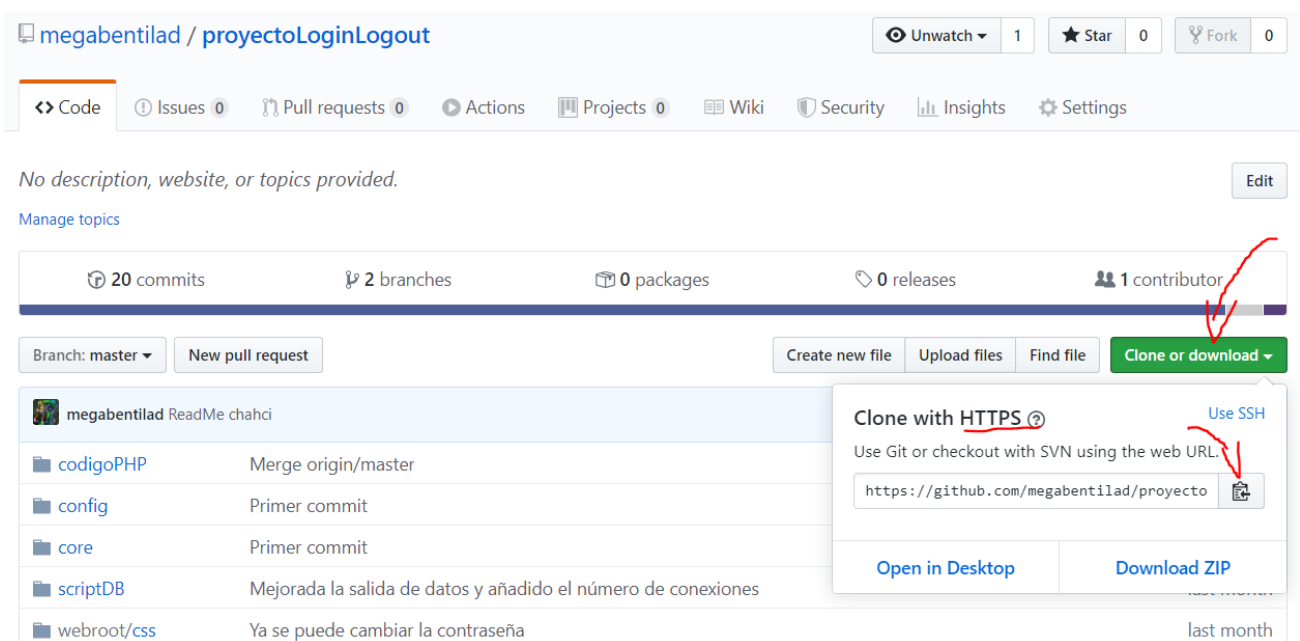 megabentilad / proyectoLoginLogout
Unwatch 1 Star 0 Fork 0
Code Issues 0 Pull requests 0 Actions Projects 0 Wiki Security Insights Settings
No description, website, or topics provided.
Edit
Manage topics
20 commits 2 branches 0 packages 0 releases 1 contributor
Branch: master New pull request Create new file Upload files Find file Clone or download
megabentilad ReadMe chahci
Clone with HTTPS Use SSH
Use Git or checkout with SVN using the web URL.
https://github.com/megabentilad/proyecto
Open in Desktop Download ZIP
codigoPHP Merge origin/master
config Primer commit
core Primer commit
scriptDB Mejorada la salida de datos y añadido el número de conexiones last month
webroot/css Ya se puede cambiar la contraseña last month